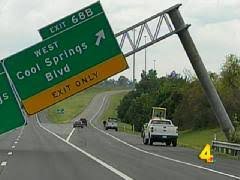 EXIT 68B
WEST
Cool Springs
Blvd
EXIT ONLY
4